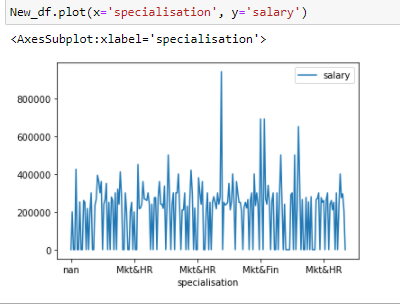 New_df.plot(x='specialisation', y='salary')
<AxesSubplot:xlabel='specialisation'>
salary
800000
600000
400000
200000
0
nan Mkt&HR Mkt&HR Mkt&Fin Mkt&HR
specialisation